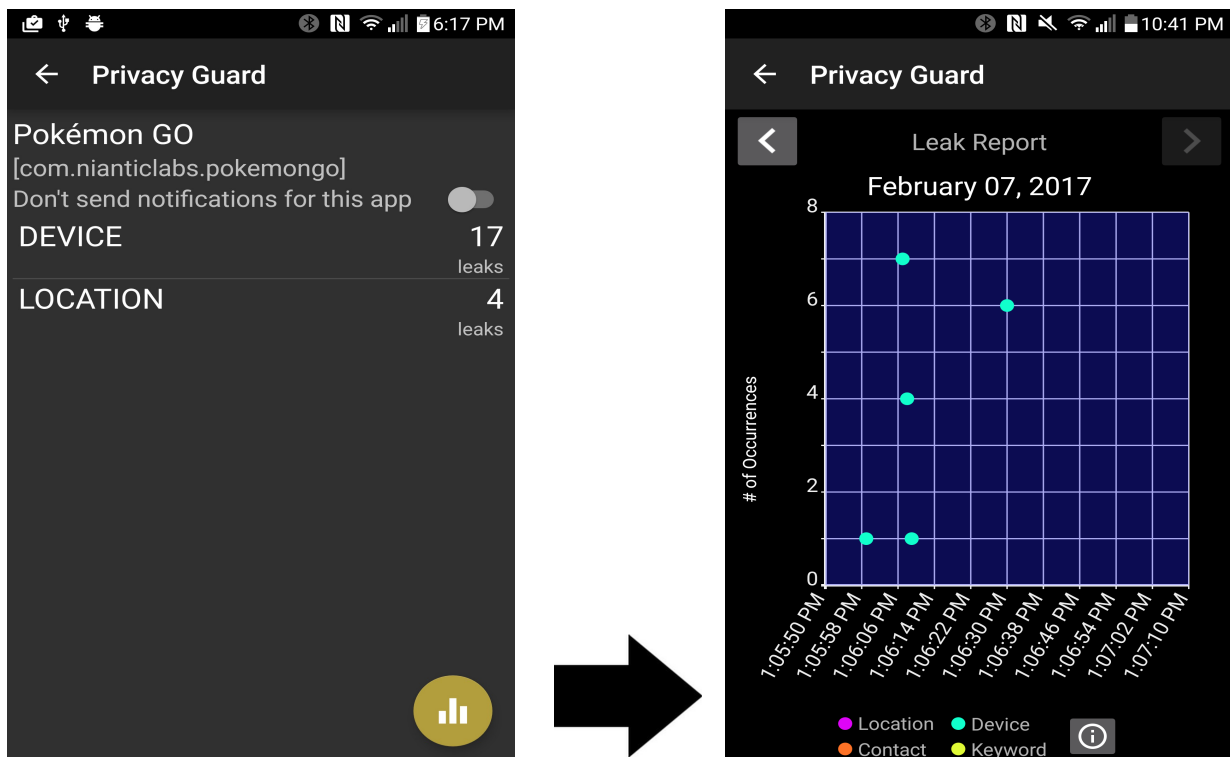 6:17 PM
Privacy Guard
Pokémon GO
[com.nianticlabs.pokemongo]
Don't send notifications for this app
DEVICE 17
leaks
LOCATION 4
leaks
10:41 PM
Privacy Guard
Leak Report
February 07, 2017
8
6
4
2
0
# of Occurrences
1:05:50 PM
1:05:58 PM
1:06:06 PM
1:06:14 PM
1:06:22 PM
1:06:30 PM
1:06:38 PM
1:06:46 PM
1:06:54 PM
1:07:02 PM
1:07:10 PM
Location Device
Contact Keyword